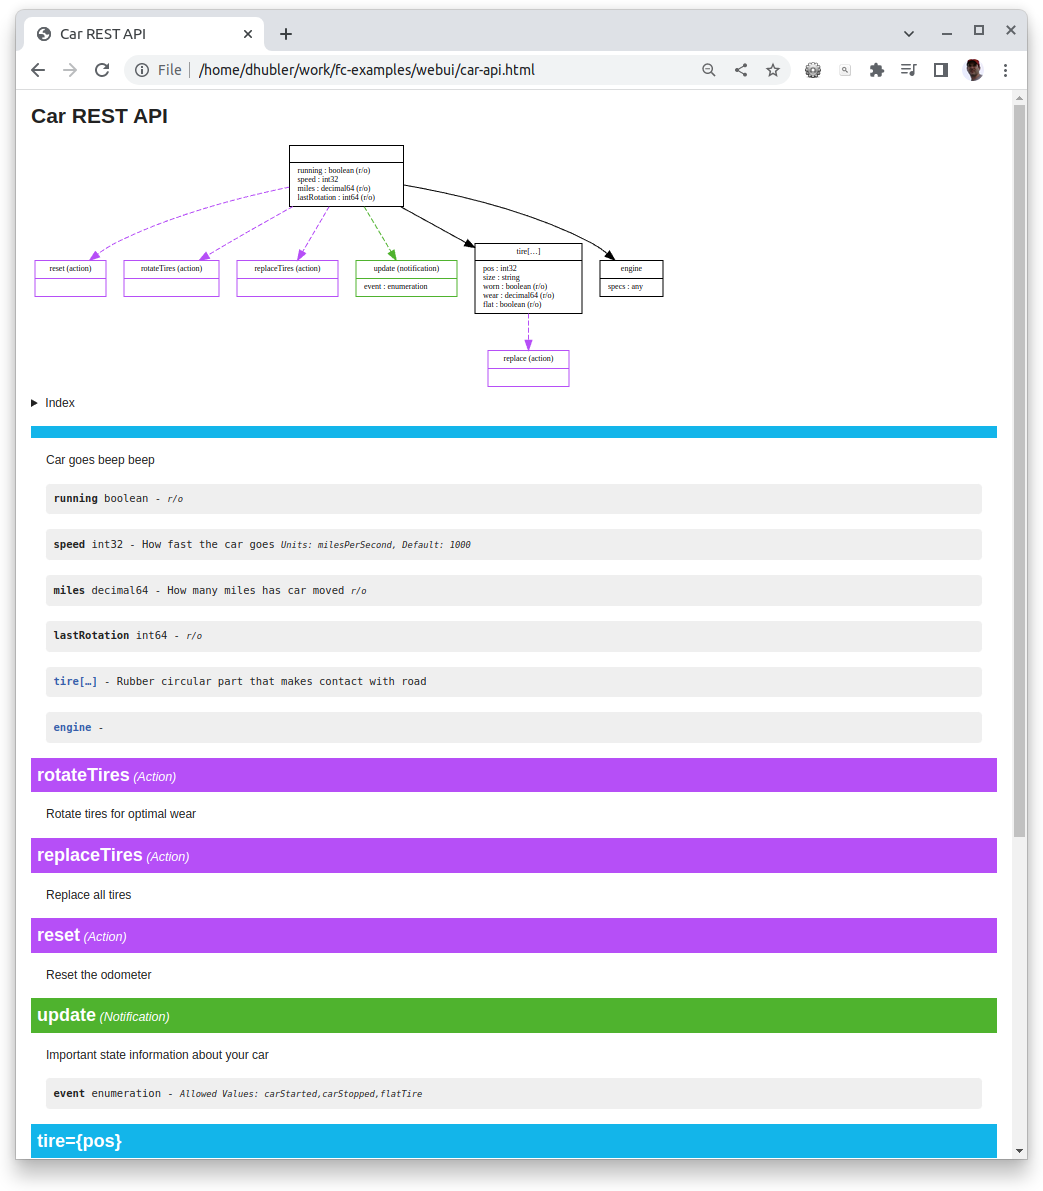 Car REST API
File | /home/dhubler/work/fc-examples/webui/car-api.html
Car REST API
running : boolean (r/o)
speed : int32
miles : decimal64 (r/o)
lastRotation : int64 (r/o)
reset (action)
rotateTires (action)
replaceTires (action)
update (notification)
event : enumeration
tire[…]
pos : int32
size : string
worn : boolean (r/o)
wear : decimal64 (r/o)
flat : boolean (r/o)
engine
specs : any
replace (action)
Index
Car goes beep beep
running boolean - r/o
speed int32 - How fast the car goes Units: milesPerSecond, Default: 1000
miles decimal64 - How many miles has car moved r/o
lastRotation int64 - r/o
tire[…] - Rubber circular part that makes contact with road
engine -
rotateTires (Action)
Rotate tires for optimal wear
replaceTires (Action)
Replace all tires
reset (Action)
Reset the odometer
update (Notification)
Important state information about your car
event enumeration - Allowed Values: carStarted,carStopped,flatTire
tire={pos}